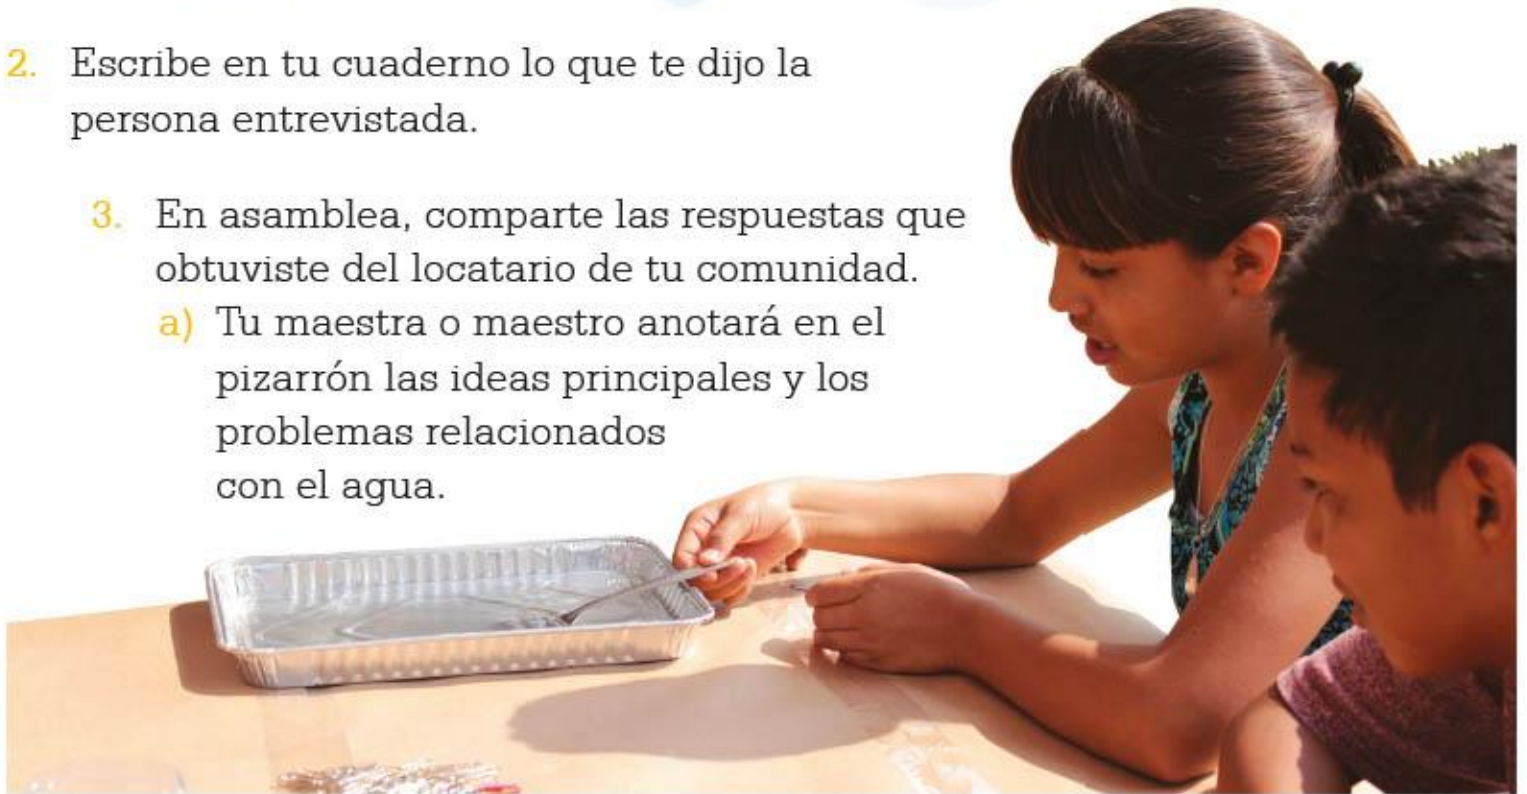 2. Escribe en tu cuaderno lo que te dijo la
persona entrevistada.
3. En asamblea, comparte las respuestas que
obtuviste del locatario de tu comunidad.
a) Tu maestra o maestro anotará en el
pizarrón las ideas principales y los
problemas relacionados
con el agua.